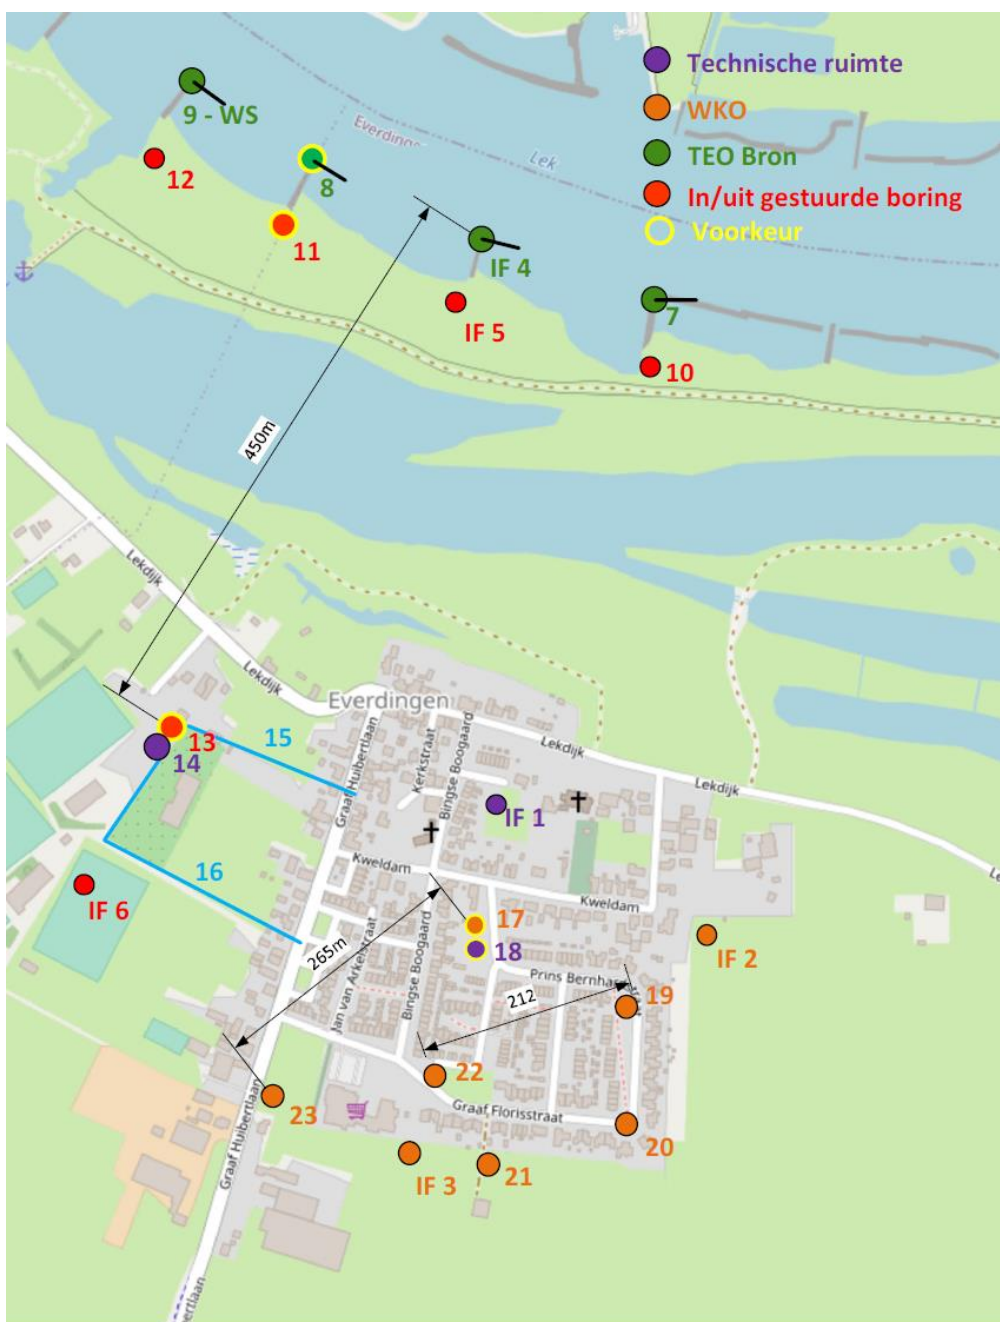 Technische ruimte
WKO
TEO Bron
In/uit gestuurde boring
Voorkeur
9 - WS
12
8
11
Everdingen
Lek
IF 4
IF 5
7
10
450m
Lekdijk
Lekdijk
Everdingen
13
14
15
Graaf Huibertlaan
Kerkstraat
Bingse Boogaard
Lekdijk
Lekdijk
IF 1
16
Kweldam
Kweldam
IF 6
17
18
IF 2
265m
Jan van Arkelstraat
Bingse Boogaard
212
19
22
23
Graaf Florisstraat
20
IF 3
21
Graaf Huibertlaan